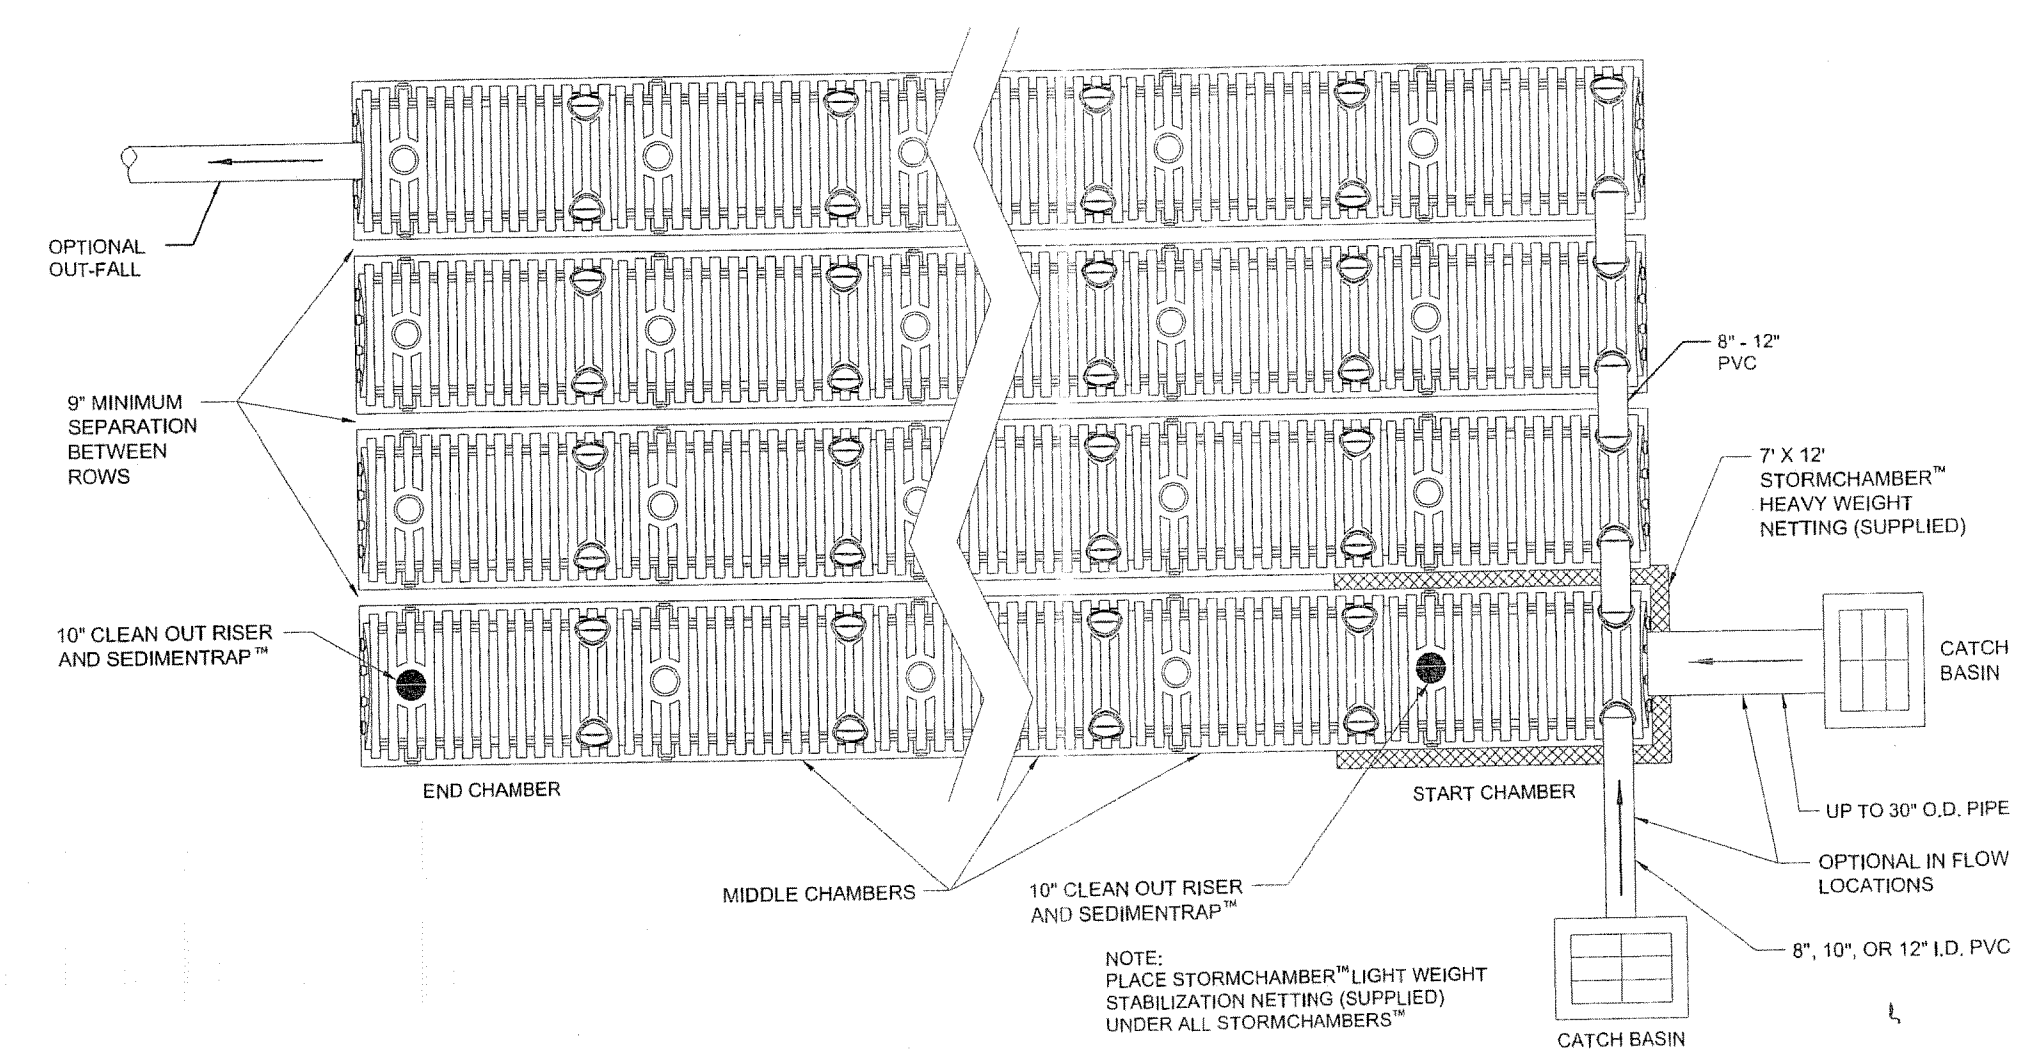 OPTIONAL
OUT-FALL
9" MINIMUM
SEPARATION
BETWEEN
ROWS
8" - 12"
PVC
7' X 12'
STORMCHAMBER™
HEAVY WEIGHT
NETTING (SUPPLIED)
10" CLEAN OUT RISER
AND SEDIMENTRAP™
CATCH
BASIN
END CHAMBER
START CHAMBER
UP TO 30" O.D. PIPE
OPTIONAL IN FLOW
LOCATIONS
MIDDLE CHAMBERS
10" CLEAN OUT RISER
AND SEDIMENTRAP™
8", 10", OR 12" I.D. PVC
NOTE:
PLACE STORMCHAMBER™ LIGHT WEIGHT
STABILIZATION NETTING (SUPPLIED)
UNDER ALL STORMCHAMBERS™
CATCH BASIN